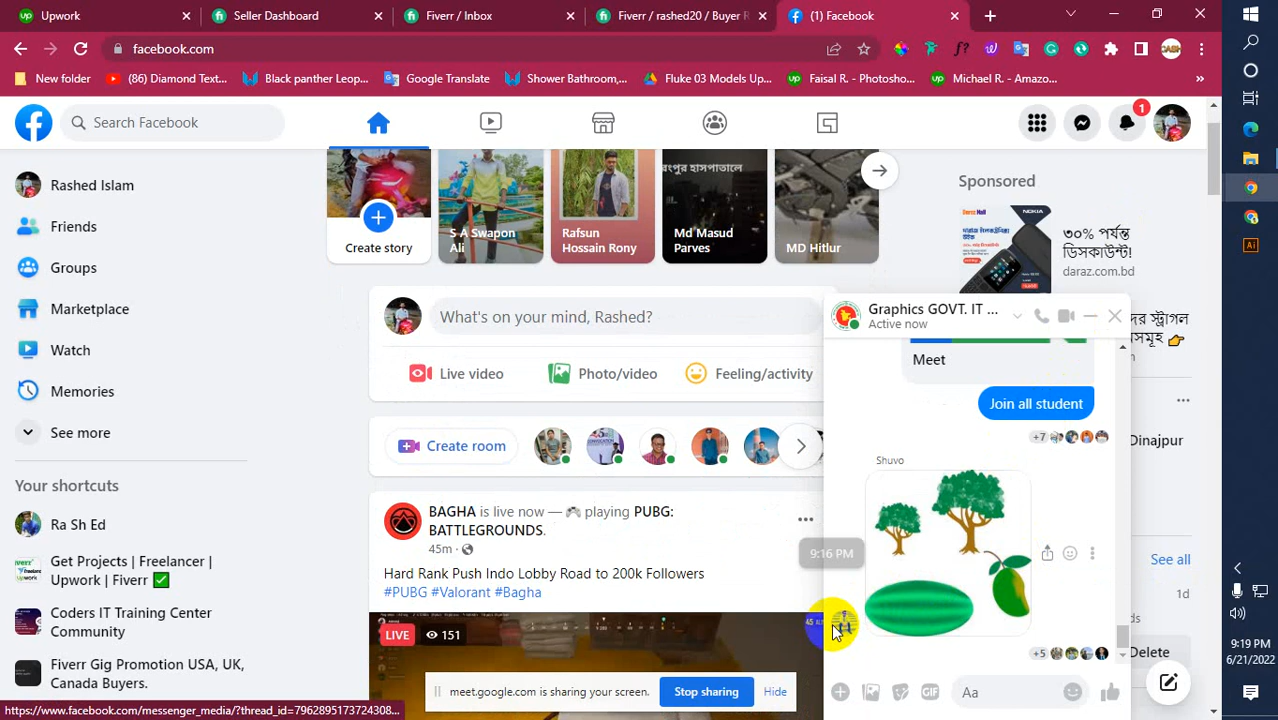 Upwork
Seller Dashboard
Fiverr / Inbox
Fiverr / rashed20 / Buyer R
(1) Facebook
facebook.com
New folder
(86) Diamond Text...
Black panther Leop...
Google Translate
Shower Bathroom,...
Fluke 03 Models Up...
Faisal R. - Photosho...
Michael R. - Amazo...
Search Facebook
1
Rashed Islam
Friends
Groups
Marketplace
Watch
Memories
See more
Your shortcuts
Ra Sh Ed
Get Projects | Freelancer |
Upwork | Fiverr
Coders IT Training Center
Community
Fiverr Gig Promotion USA, UK,
Canada Buyers.
https://www.facebook.com/messenger_media/?thread_id=7962895173724308...
Create story
S A Swapon
Ali
Rafsun
Hossain Rony
রংপুর হাসপাতালে
Md Masud
Parves
MD Hitlur
What's on your mind, Rashed?
Live video
Photo/video
Feeling/activity
Create room
BAGHA is live now — playing PUBG:
BATTLEGROUNDS.
45m
Hard Rank Push Indo Lobby Road to 200k Followers
#PUBG #Valorant #Bagha
LIVE
151
meet.google.com is sharing your screen.
Stop sharing
Hide
Sponsored
NOKIA
৩০% পর্যন্ত
ডিসকাউন্ট!
daraz.com.bd
Graphics GOVT. IT ...
Active now
Meet
Join all student
+7
Shuvo
9:16 PM
+5
GIF
Aa
Dinajpur
See all
1d
Delete
Ai
9:19 PM
6/21/2022